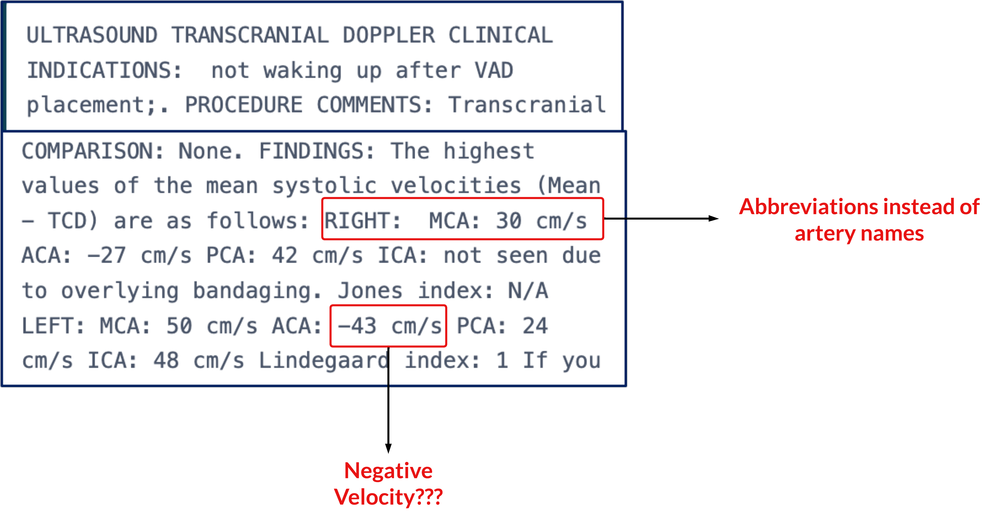 ULTRASOUND TRANSCRANIAL DOPPLER CLINICAL
INDICATIONS:  not waking up after VAD
placement;. PROCEDURE COMMENTS: Transcranial
COMPARISON: None. FINDINGS: The highest
values of the mean systolic velocities (Mean
– TCD) are as follows: RIGHT:  MCA: 30 cm/s
ACA: –27 cm/s PCA: 42 cm/s ICA: not seen due
to overlying bandaging. Jones index: N/A
LEFT: MCA: 50 cm/s ACA: –43 cm/s PCA: 24
cm/s ICA: 48 cm/s Lindegaard index: 1 If you
Abbreviations instead of
artery names
Negative
Velocity???